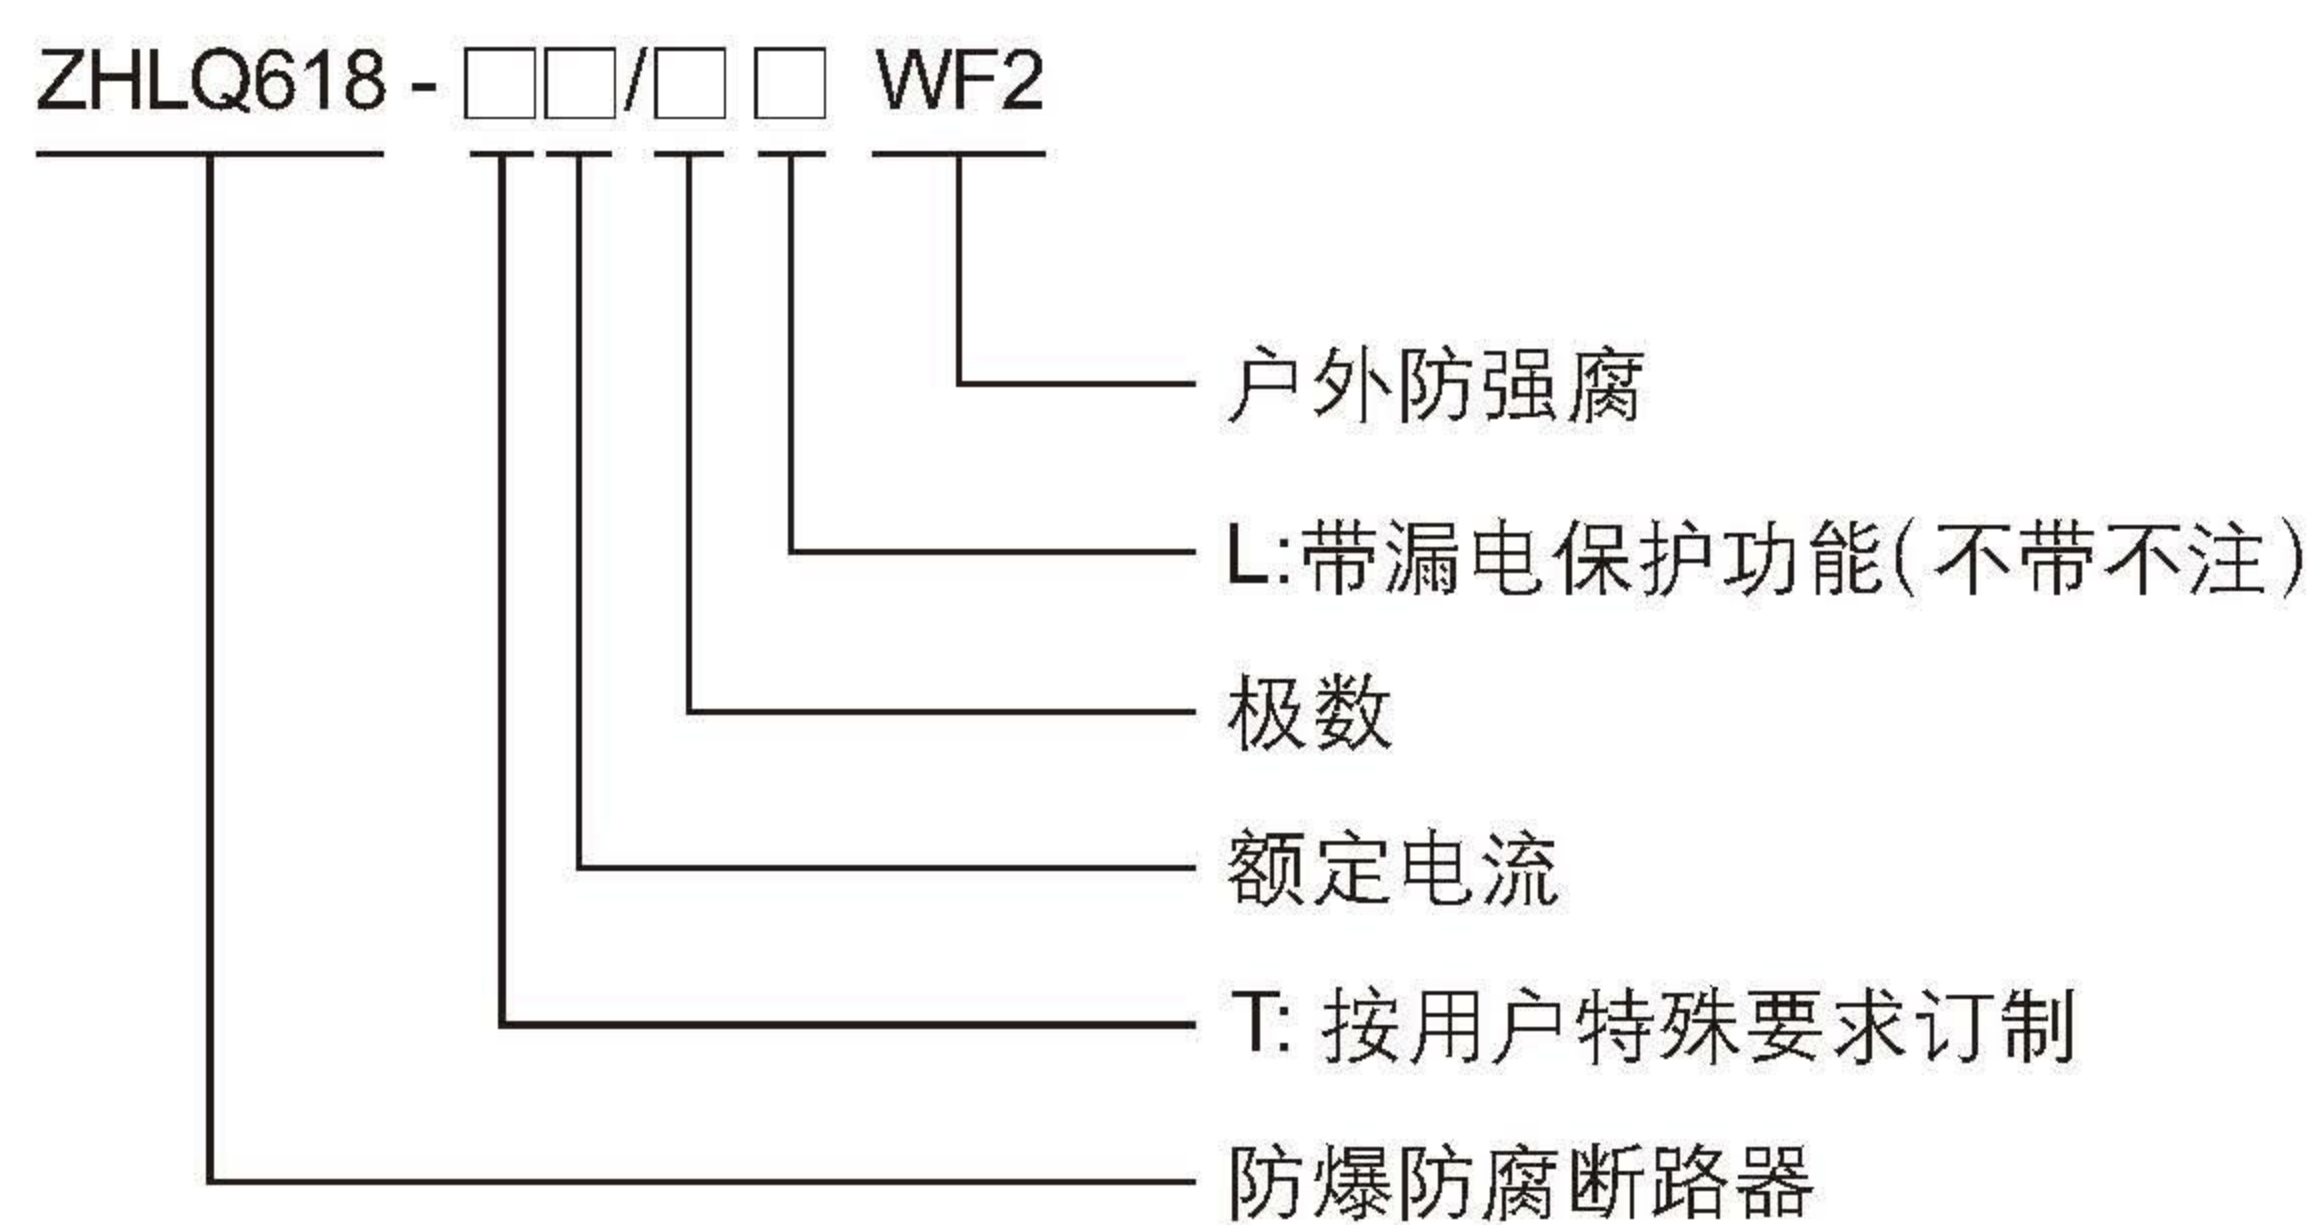 ZHLQ618-□□/□ □ WF2
户外防强腐
L:带漏电保护功能(不带不注)
极数
额定电流
T: 按用户特殊要求订制
防爆防腐断路器